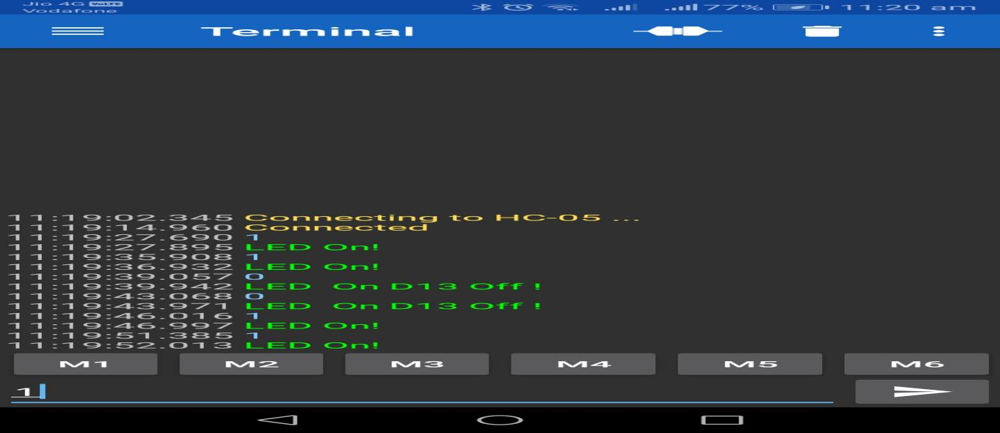 Jio 4G VoLTE
Vodafone
77% 11:20 am
Terminal
11:19:02.345 Connecting to HC-05 ...
11:19:14.960 Connected
11:19:27.690 1
11:19:27.895 LED On!
11:19:35.908 1
11:19:36.932 LED On!
11:19:39.057 0
11:19:39.942 LED  On D13 Off !
11:19:43.068 0
11:19:43.971 LED  On D13 Off !
11:19:46.016 1
11:19:46.997 LED On!
11:19:51.385 1
11:19:52.013 LED On!
M1 M2 M3 M4 M5 M6
1